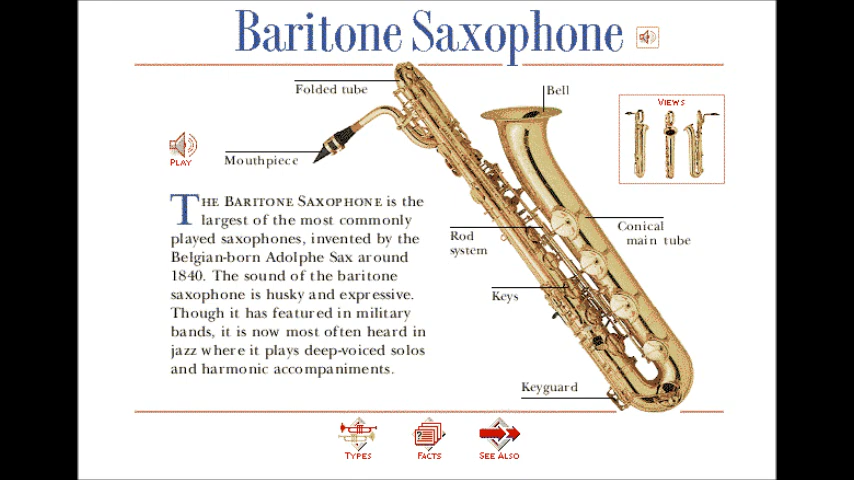 Baritone Saxophone
Folded tube
Bell
VIEWS
PLAY
Mouthpiece
THE BARITONE SAXOPHONE is the
largest of the most commonly
played saxophones, invented by the
Belgian-born Adolphe Sax around
1840. The sound of the baritone
saxophone is husky and expressive.
Though it has featured in military
bands, it is now most often heard in
jazz where it plays deep-voiced solos
and harmonic accompaniments.
Conical
main tube
Rod
system
Keys
Keyguard
TYPES
FACTS
SEE ALSO